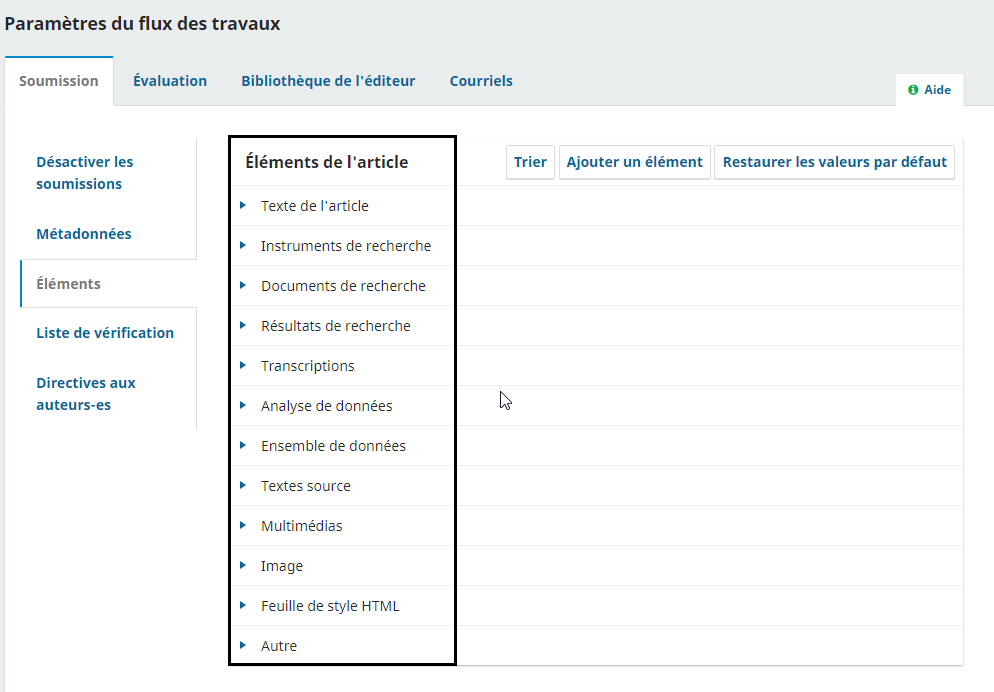 Paramètres du flux des travaux
Soumission
Évaluation
Bibliothèque de l'éditeur
Courriels
Aide
Désactiver les
soumissions
Métadonnées
Éléments
Liste de vérification
Directives aux
auteurs-es
Éléments de l'article
Trier
Ajouter un élément
Restaurer les valeurs par défaut
Texte de l'article
Instruments de recherche
Documents de recherche
Résultats de recherche
Transcriptions
Analyse de données
Ensemble de données
Textes source
Multimédias
Image
Feuille de style HTML
Autre